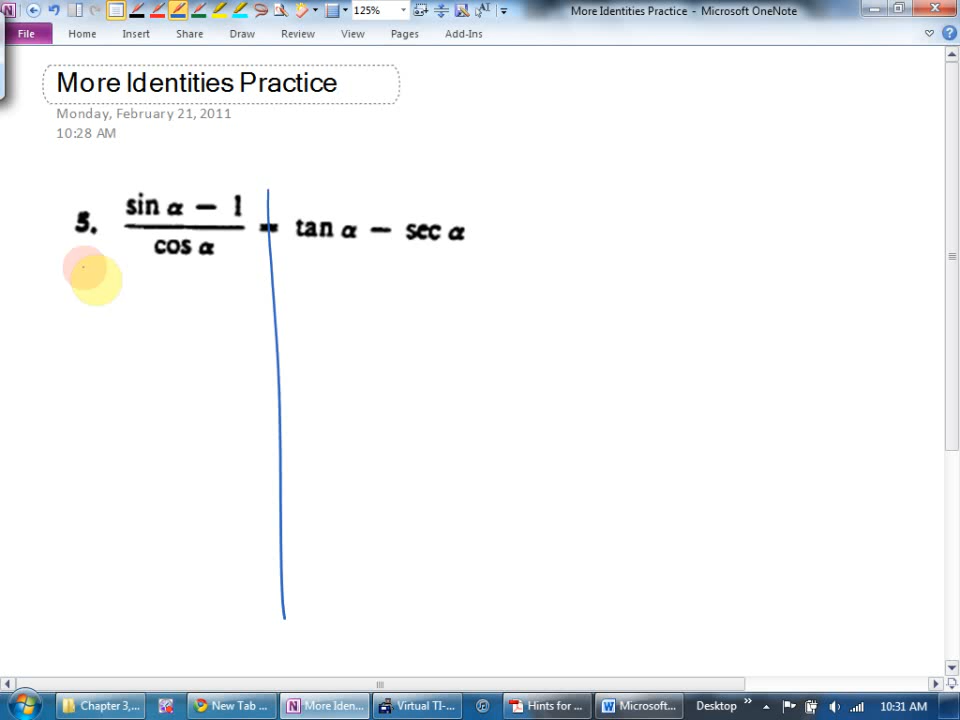 125%
More Identities Practice - Microsoft OneNote
File Home Insert Share Draw Review View Pages Add-Ins
More Identities Practice
Monday, February 21, 2011
10:28 AM
5. sin α − 1 / cos α = tan α − sec α
Chapter 3,... New Tab ... More Iden... Virtual TI-... Hints for ... Microsoft... Desktop 10:31 AM